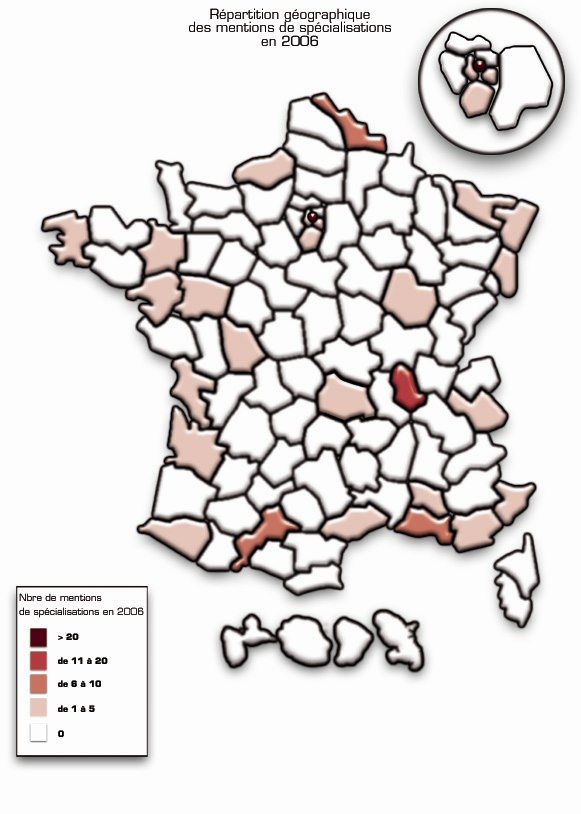 Répartition géographique
des mentions de spécialisations
en 2006
Nbre de mentions
de spécialisations en 2006
> 20
de 11 à 20
de 6 à 10
de 1 à 5
0